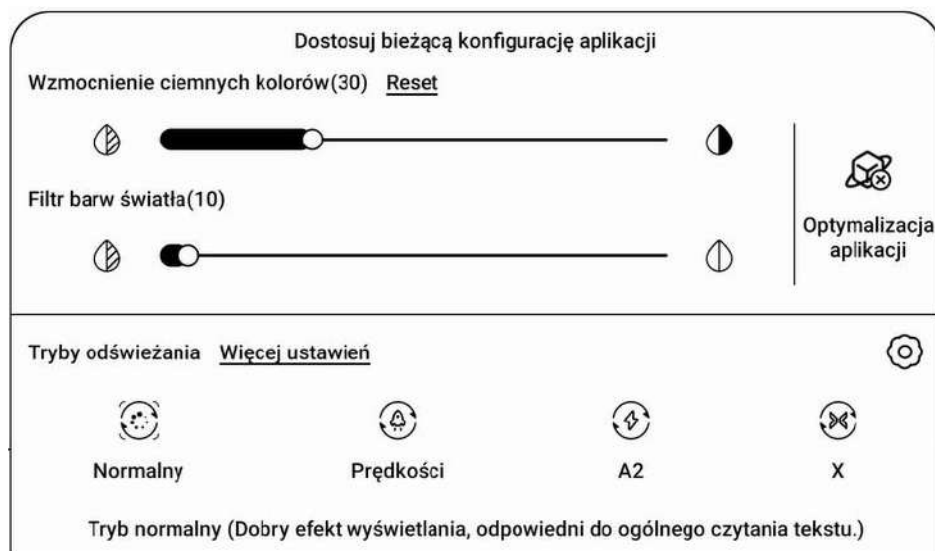 Dostosuj bieżącą konfigurację aplikacji
Wzmocnienie ciemnych kolorów(30) Reset
Filtr barw światła(10)
Optymalizacja
aplikacji
Tryby odświeżania Więcej ustawień
Normalny Prędkości A2 X
Tryb normalny (Dobry efekt wyświetlania, odpowiedni do ogólnego czytania tekstu.)